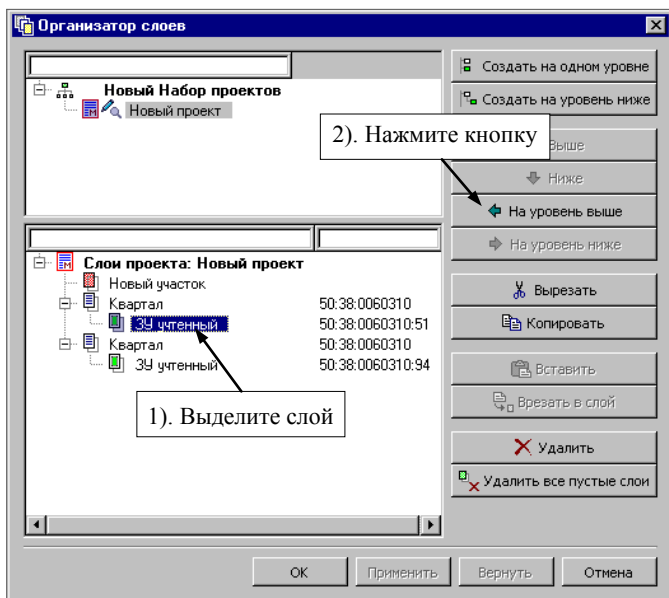 Организатор слоев
Новый Набор проектов
Новый проект
Слои проекта: Новый проект
Новый участок
Квартал 50:38:0060310
ЗУ учтенный 50:38:0060310:51
Квартал 50:38:0060310
ЗУ учтенный 50:38:0060310:94
1). Выделите слой
2). Нажмите кнопку
Создать на одном уровне
Создать на уровень ниже
Выше
Ниже
На уровень выше
На уровень ниже
Вырезать
Копировать
Вставить
Врезать в слой
Удалить
Удалить все пустые слои
OK
Применить
Вернуть
Отмена